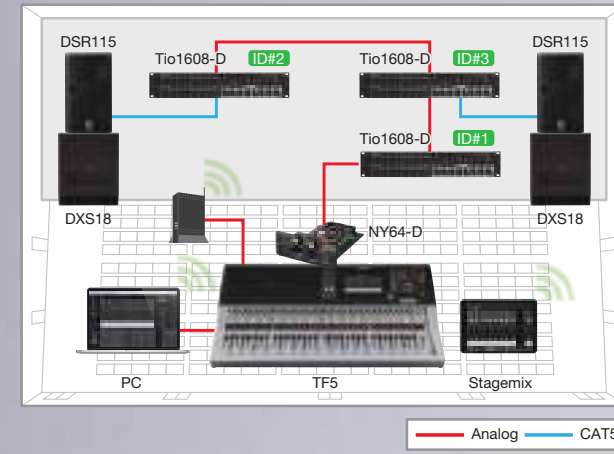 DSR115
DSR115
Tio1608-D ID#2
Tio1608-D ID#3
Tio1608-D ID#1
DXS18
DXS18
NY64-D
PC
TF5
Stagemix
Analog
CAT5